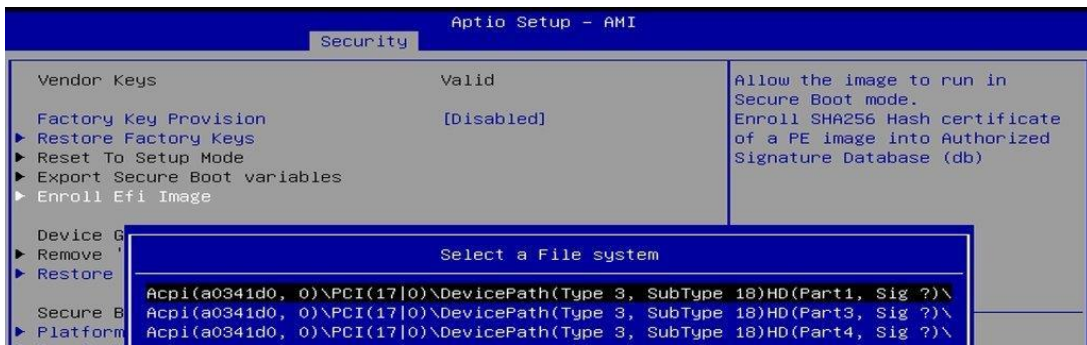 Aptio Setup - AMI
Security
Vendor Keys Valid
Factory Key Provision [Disabled]
Restore Factory Keys
Reset To Setup Mode
Export Secure Boot variables
Enroll Efi Image
Device G
Remove '
Restore
Secure B
Platform
Allow the image to run in
Secure Boot mode.
Enroll SHA256 Hash certificate
of a PE image into Authorized
Signature Database (db)
Select a File system
Acpi(a0341d0, 0)\PCI(17|0)\DevicePath(Type 3, SubType 18)HD(Part1, Sig ?)\
Acpi(a0341d0, 0)\PCI(17|0)\DevicePath(Type 3, SubType 18)HD(Part3, Sig ?)\
Acpi(a0341d0, 0)\PCI(17|0)\DevicePath(Type 3, SubType 18)HD(Part4, Sig ?)\